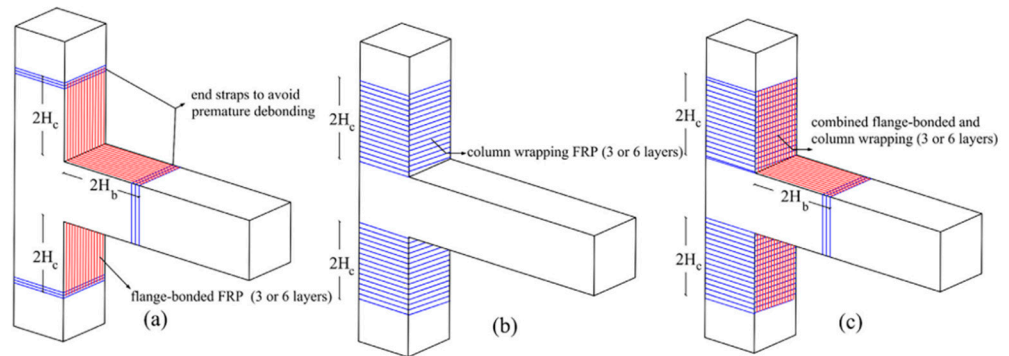 2Hc
end straps to avoid
premature debonding
2Hb
2Hc
flange-bonded FRP (3 or 6 layers)
(a)
2Hc
column wrapping FRP (3 or 6 layers)
2Hc
(b)
2Hc
combined flange-bonded and
column wrapping (3 or 6 layers)
2Hb
2Hc
(c)